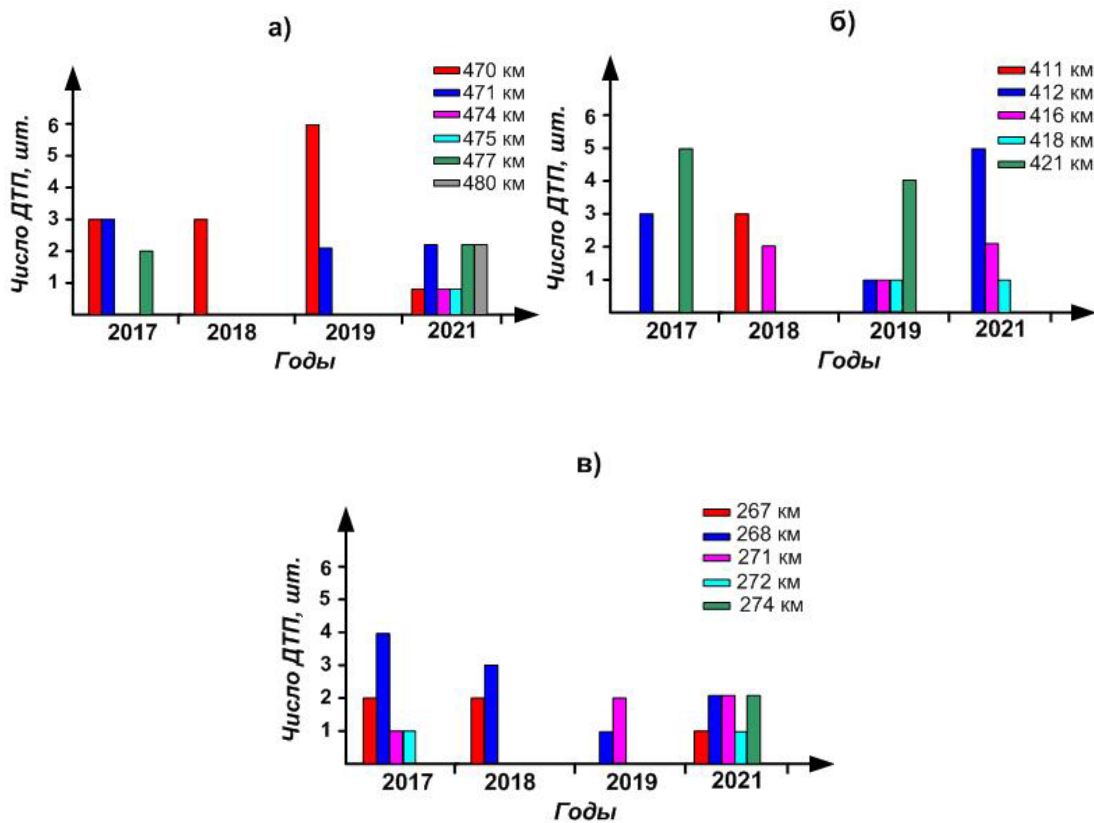 а)
470 км
471 км
474 км
475 км
477 км
480 км
Число ДТП, шт.
6
5
4
3
2
1
2017
2018
2019
2021
Годы
б)
411 км
412 км
416 км
418 км
421 км
Число ДТП, шт.
6
5
4
3
2
1
2017
2018
2019
2021
Годы
в)
267 км
268 км
271 км
272 км
274 км
Число ДТП, шт.
6
5
4
3
2
1
2017
2018
2019
2021
Годы